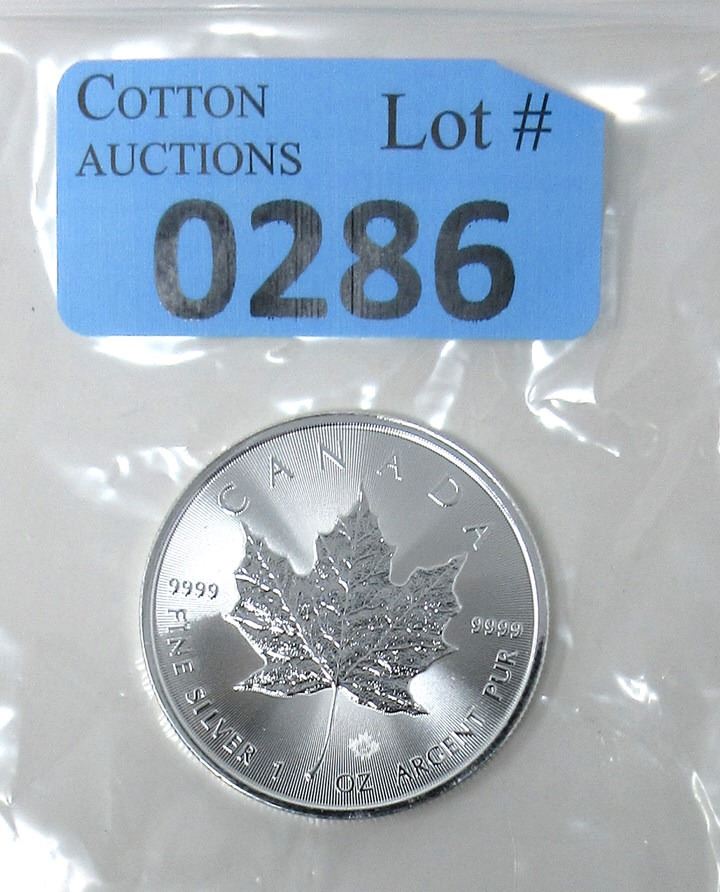 COTTON
AUCTIONS
Lot #
0286
CANADA
9999
9999
FINE SILVER 1 OZ ARGENT PUR